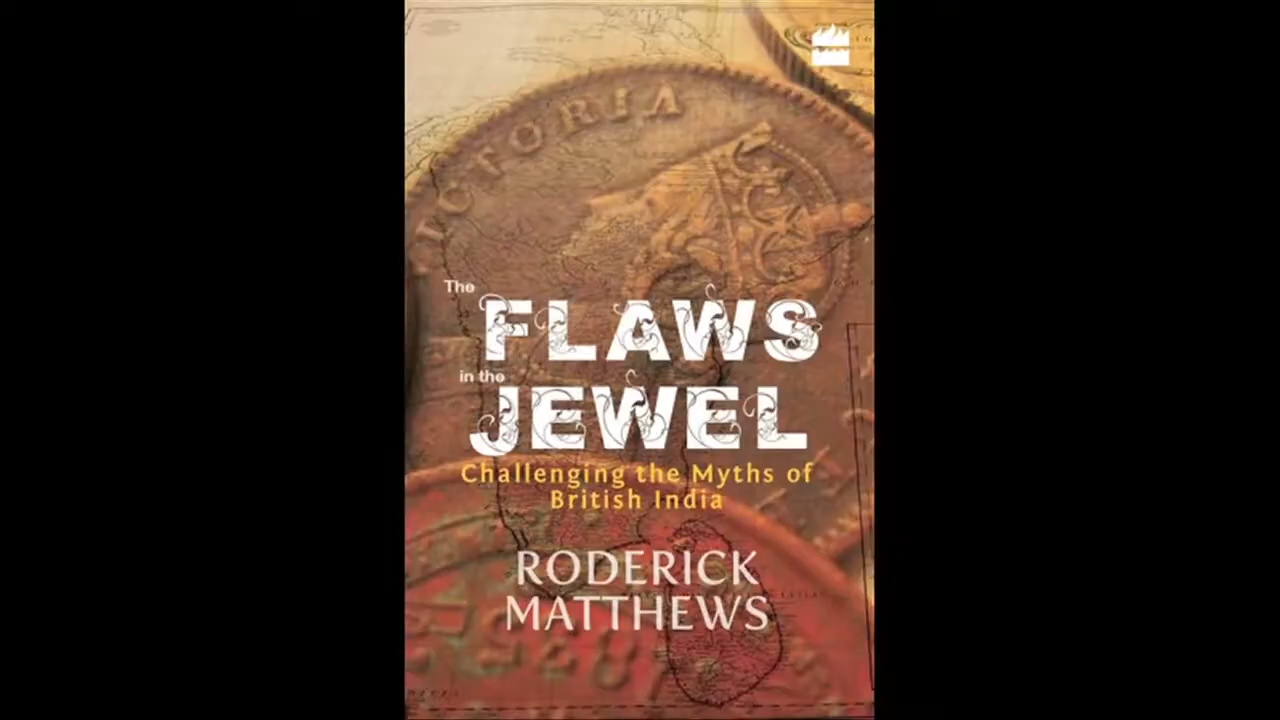 VICTORIA
The
FLAWS
in the
JEWEL
Challenging the Myths of
British India
RODERICK
MATTHEWS